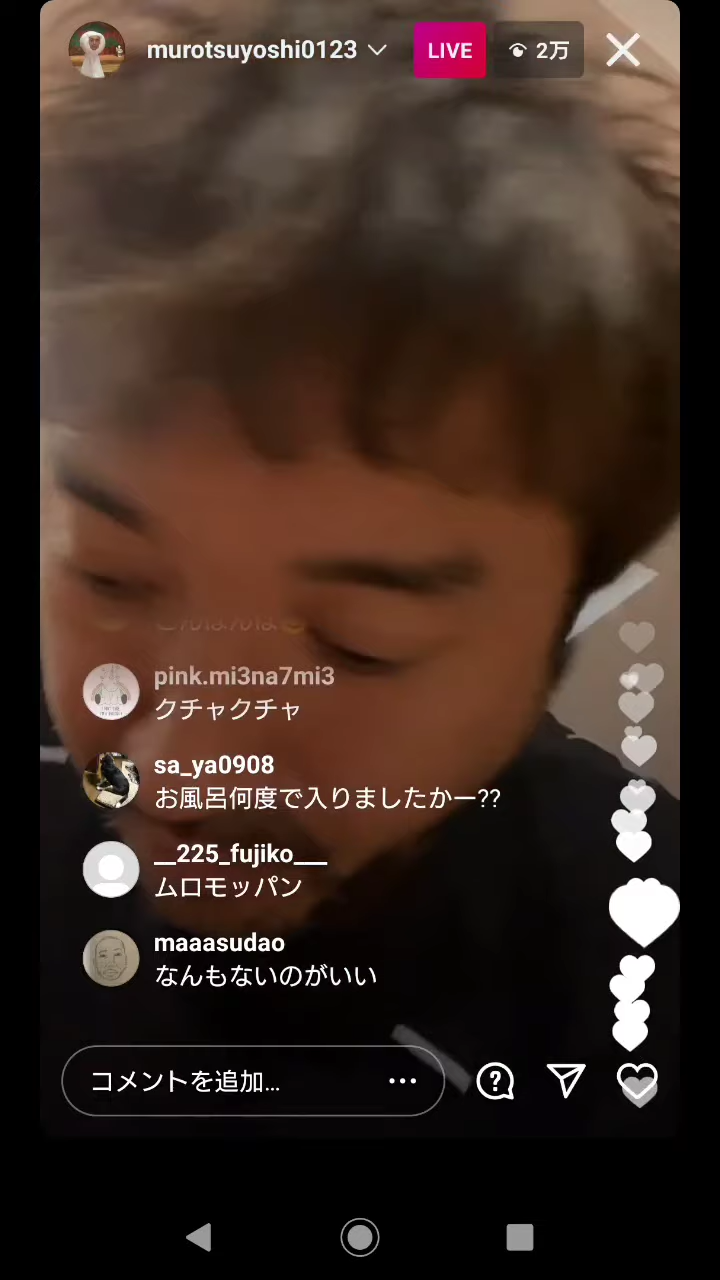 murotsuyoshi0123
LIVE
2万
pink.mi3na7mi3
クチャクチャ
sa_ya0908
お風呂何度で入りましたかー??
__225_fujiko___
ムロモッパン
maaasudao
なんもないのがいい
コメントを追加...